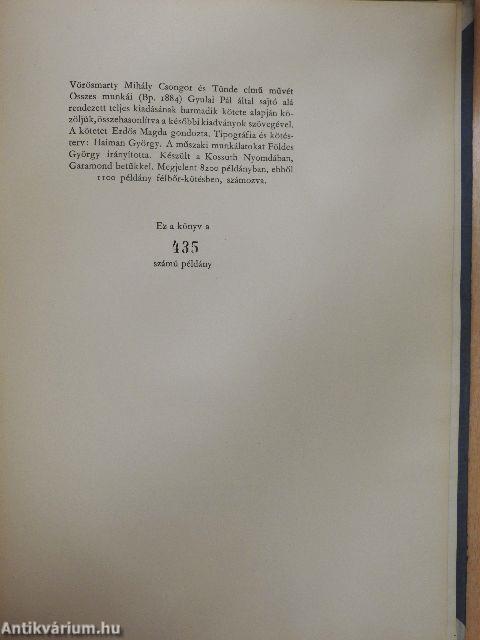 Vörösmarty Mihály Csongor és Tünde című művét
Összes munkái (Bp. 1884) Gyulai Pál által sajtó alá
rendezett teljes kiadásának harmadik kötete alapján kö-
zöljük, összehasonlítva a későbbi kiadványok szövegével.
A kötetet Erdős Magda gondozta. Tipográfia és kötés-
terv: Haiman György. A műszaki munkálatokat Földes
György irányította. Készült a Kossuth Nyomdában,
Garamond betűkkel. Megjelent 8200 példányban, ebből
1100 példány félbőr-kötésben, számozva.
Ez a könyv a
435
számú példány
Antikvárium.hu